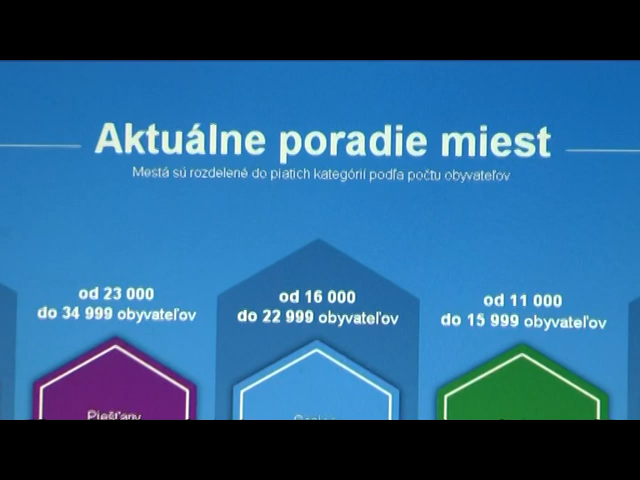 Aktuálne poradie miest
Mestá sú rozdelené do piatich kategórií podľa počtu obyvateľov
od 23 000
do 34 999 obyvateľov
od 16 000
do 22 999 obyvateľov
od 11 000
do 15 999 obyvateľov
Piešťany